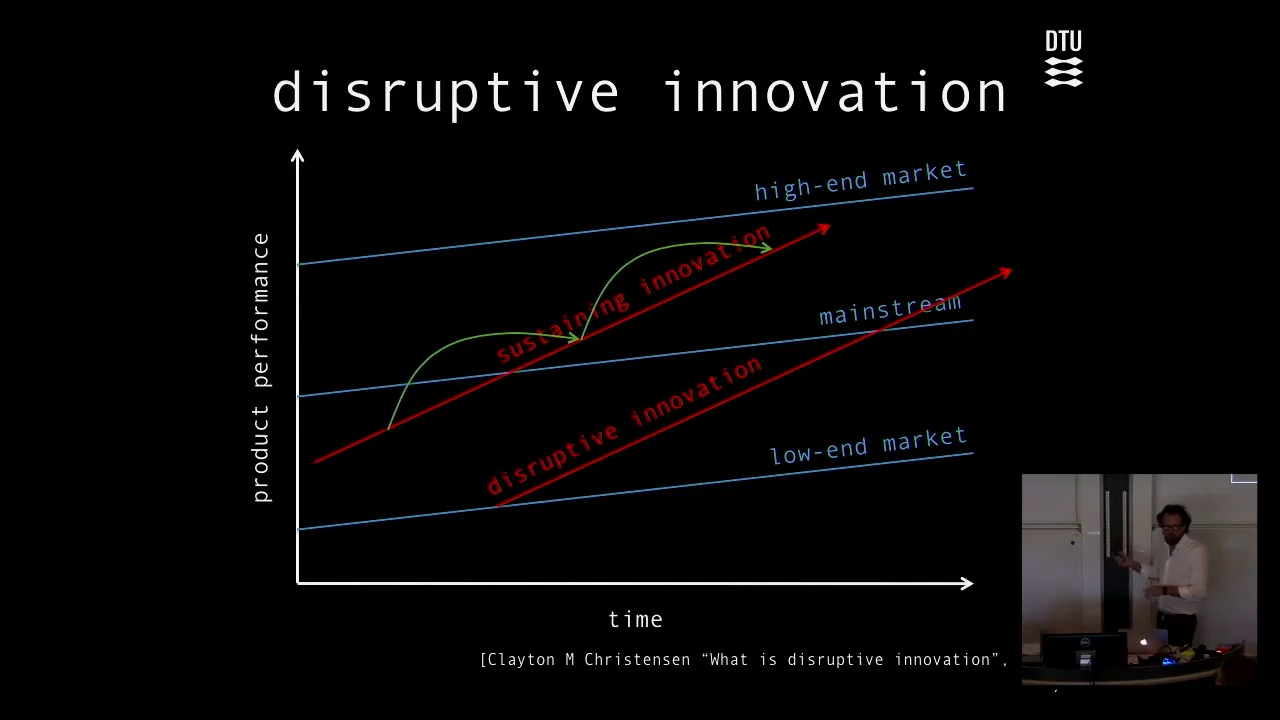 DTU
disruptive innovation
high-end market
sustaining innovation
mainstream
disruptive innovation
low-end market
product performance
time
[Clayton M Christensen “What is disruptive innovation”,